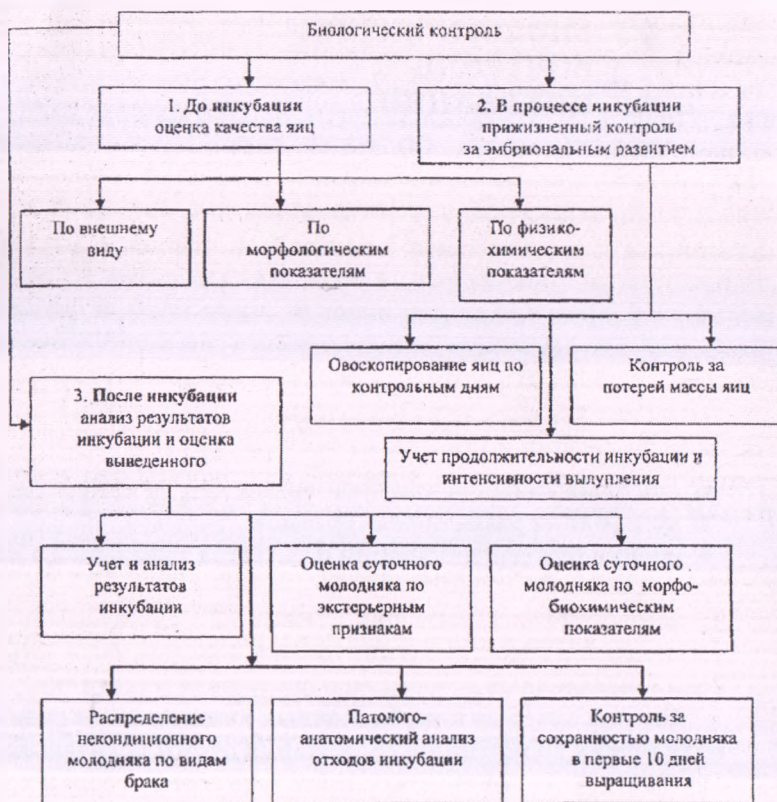 Биологический контроль
1. До инкубации
оценка качества яиц
2. В процессе инкубации
прижизненный контроль
за эмбриональным развитием
По внешнему
виду
По
морфологическим
показателям
По физико-
химическим
показателям
Овоскопирование яиц по
контрольным дням
Контроль за
потерей массы яиц
3. После инкубации
анализ результатов
инкубации и оценка
выведенного
Учет продолжительности инкубации и
интенсивности вылупления
Учет и анализ
результатов
инкубации
Оценка суточного
молодняка по
экстерьерным
признакам
Оценка суточного
молодняка по морфо-
биохимическим
показателям
Распределение
некондиционного
молодняка по видам
брака
Патолого-
анатомический анализ
отходов инкубации
Контроль за
сохранностью молодняка
в первые 10 дней
выращивания